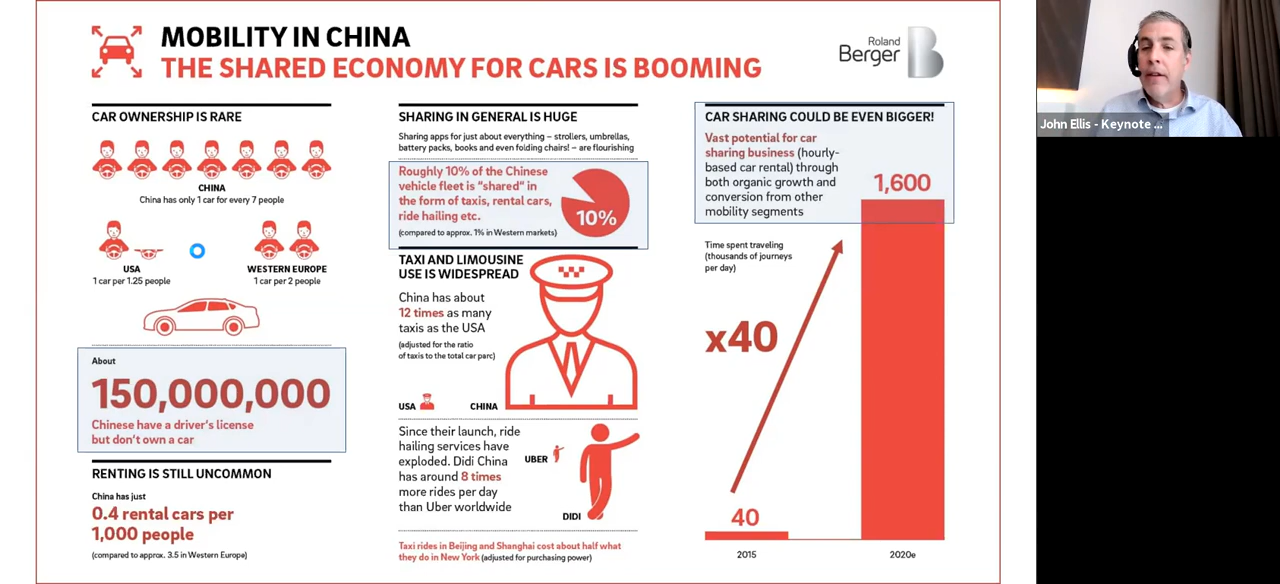 MOBILITY IN CHINA
THE SHARED ECONOMY FOR CARS IS BOOMING
Roland
Berger
B
CAR OWNERSHIP IS RARE
CHINA
China has only 1 car for every 7 people
USA
1 car per 1.25 people
WESTERN EUROPE
1 car per 2 people
About
150,000,000
Chinese have a driver's license
but don't own a car
RENTING IS STILL UNCOMMON
China has just
0.4 rental cars per
1,000 people
(compared to approx. 3.5 in Western Europe)
SHARING IN GENERAL IS HUGE
Sharing apps for just about everything – strollers, umbrellas,
battery packs, books and even folding chairs! – are flourishing
Roughly 10% of the Chinese
vehicle fleet is "shared" in
the form of taxis, rental cars,
ride hailing etc.
(compared to approx. 1% in Western markets)
10%
TAXI AND LIMOUSINE
USE IS WIDESPREAD
China has about
12 times as many
taxis as the USA
(adjusted for the ratio
of taxis to the total car parc)
USA
CHINA
Since their launch, ride
hailing services have
exploded. Didi China
has around 8 times
more rides per day
than Uber worldwide
UBER
DIDI
Taxi rides in Beijing and Shanghai cost about half what
they do in New York (adjusted for purchasing power)
CAR SHARING COULD BE EVEN BIGGER!
Vast potential for car
sharing business (hourly-
based car rental) through
both organic growth and
conversion from other
mobility segments
1,600
Time spent traveling
(thousands of journeys
per day)
x40
40
2015
2020e
John Ellis - Keynote ...